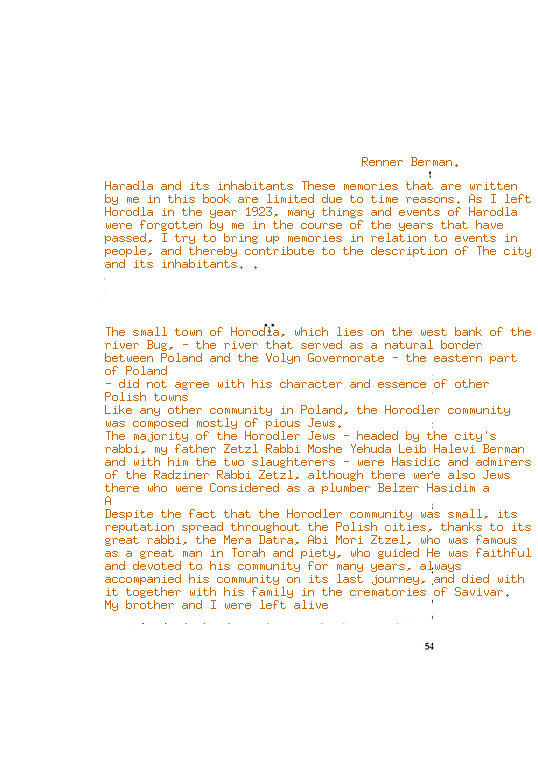 Renner Berman.
Haradla and its inhabitants These memories that are written
by me in this book are limited due to time reasons. As I left
Horodla in the year 1923, many things and events of Harodla
were forgotten by me in the course of the years that have
passed, I try to bring up memories in relation to events in
people, and thereby contribute to the description of The city
and its inhabitants. .
The small town of Horodla, which lies on the west bank of the
river Bug, - the river that served as a natural border
between Poland and the Volyn Governorate - the eastern part
of Poland
- did not agree with his character and essence of other
Polish towns
Like any other community in Poland, the Horodler community
was composed mostly of pious Jews.
The majority of the Horodler Jews - headed by the city's
rabbi, my father Zetzl Rabbi Moshe Yehuda Leib Halevi Berman
and with him the two slaughterers - were Hasidic and admirers
of the Radziner Rabbi Zetzl, although there were also Jews
there who were Considered as a plumber Belzer Hasidim a
A
Despite the fact that the Horodler community was small, its
reputation spread throughout the Polish cities, thanks to its
great rabbi, the Mera Datra, Abi Mori Ztzel, who was famous
as a great man in Torah and piety, who guided He was faithful
and devoted to his community for many years, always
accompanied his community on its last journey, and died with
it together with his family in the crematories of Savivar.
My brother and I were left alive
54